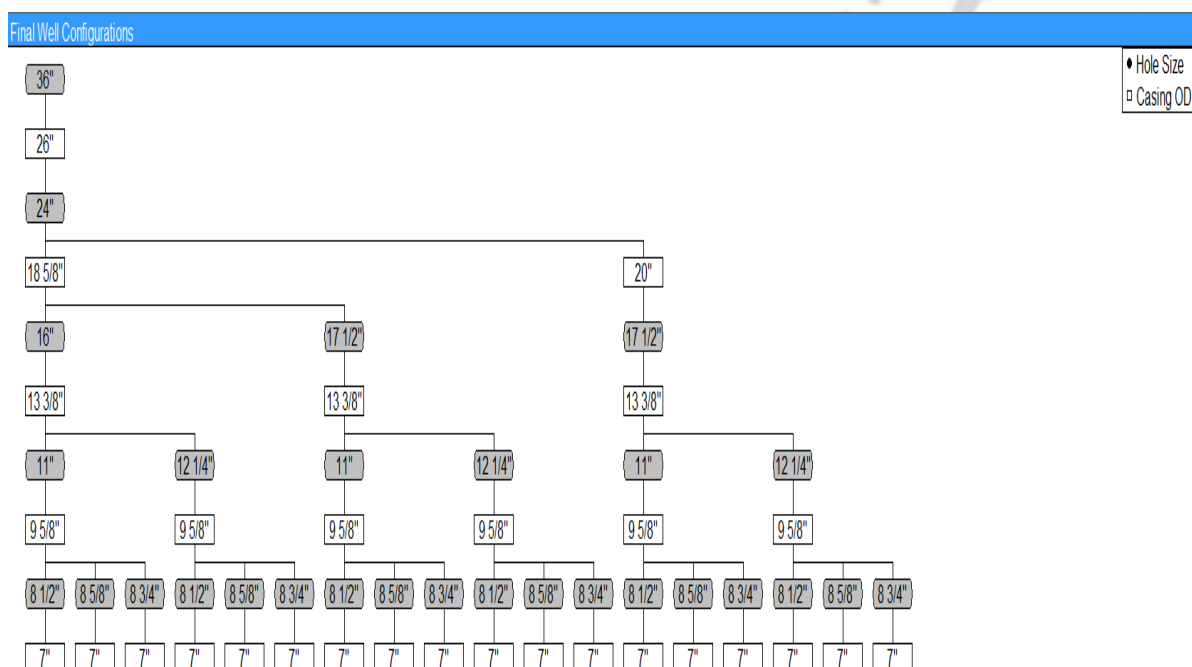 Final Well Configurations
● Hole Size
□ Casing OD
36"
26"
24"
18 5/8" 20"
16" 17 1/2" 17 1/2"
13 3/8" 13 3/8" 13 3/8"
11" 12 1/4" 11" 12 1/4" 11" 12 1/4"
9 5/8" 9 5/8" 9 5/8" 9 5/8" 9 5/8" 9 5/8"
8 1/2" 8 5/8" 8 3/4" 8 1/2" 8 5/8" 8 3/4" 8 1/2" 8 5/8" 8 3/4" 8 1/2" 8 5/8" 8 3/4" 8 1/2" 8 5/8" 8 3/4" 8 1/2" 8 5/8" 8 3/4"
7" 7" 7" 7" 7" 7" 7" 7" 7" 7" 7" 7" 7" 7" 7" 7" 7" 7"